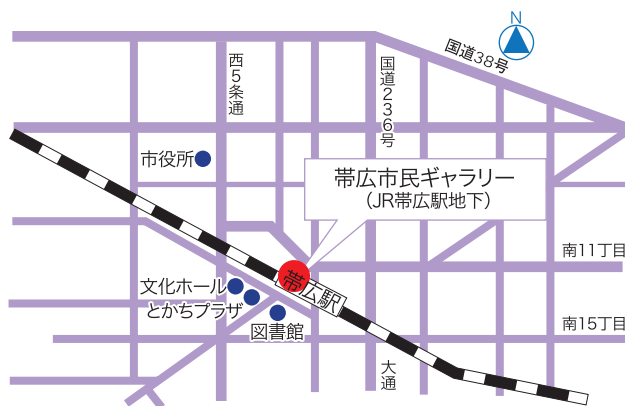 N
国道38号
西5条通
国道236号
市役所
帯広市民ギャラリー
(JR帯広駅地下)
南11丁目
帯広駅
文化ホール
とかちプラザ
図書館
南15丁目
大通